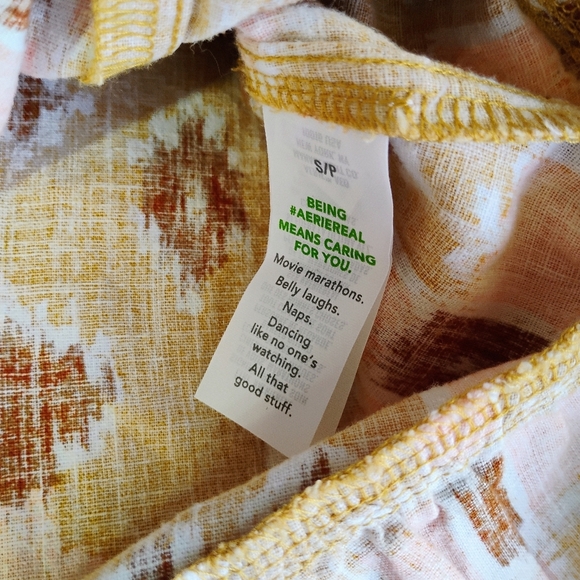 S/P
BEING
#AERIEREAL
MEANS CARING
FOR YOU.
Movie marathons.
Belly laughs.
Naps.
Dancing
like no one's
watching.
All that
good stuff.